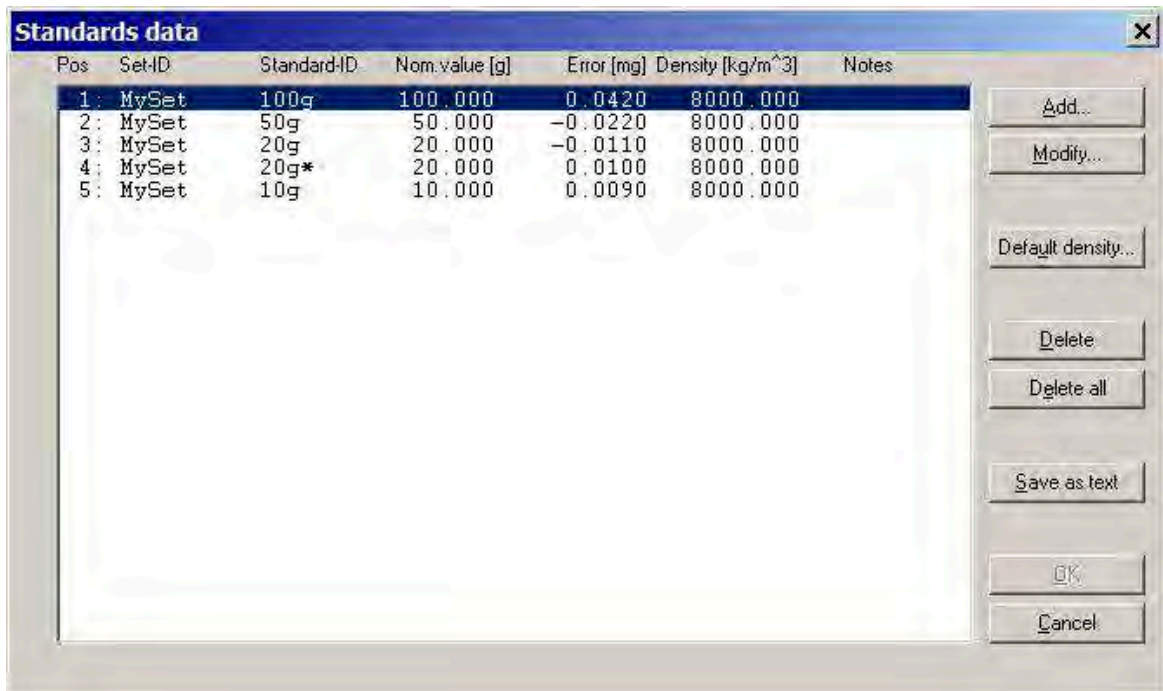 Standards data
Pos Set-ID Standard-ID Nom.value [g] Error [mg] Density [kg/m^3] Notes
1: MySet 100g 100.000 0.0420 8000.000
2: MySet 50g 50.000 -0.0220 8000.000
3: MySet 20g 20.000 -0.0110 8000.000
4: MySet 20g* 20.000 0.0100 8000.000
5: MySet 10g 10.000 0.0090 8000.000
Add...
Modify...
Default density...
Delete
Delete all
Save as text
OK
Cancel